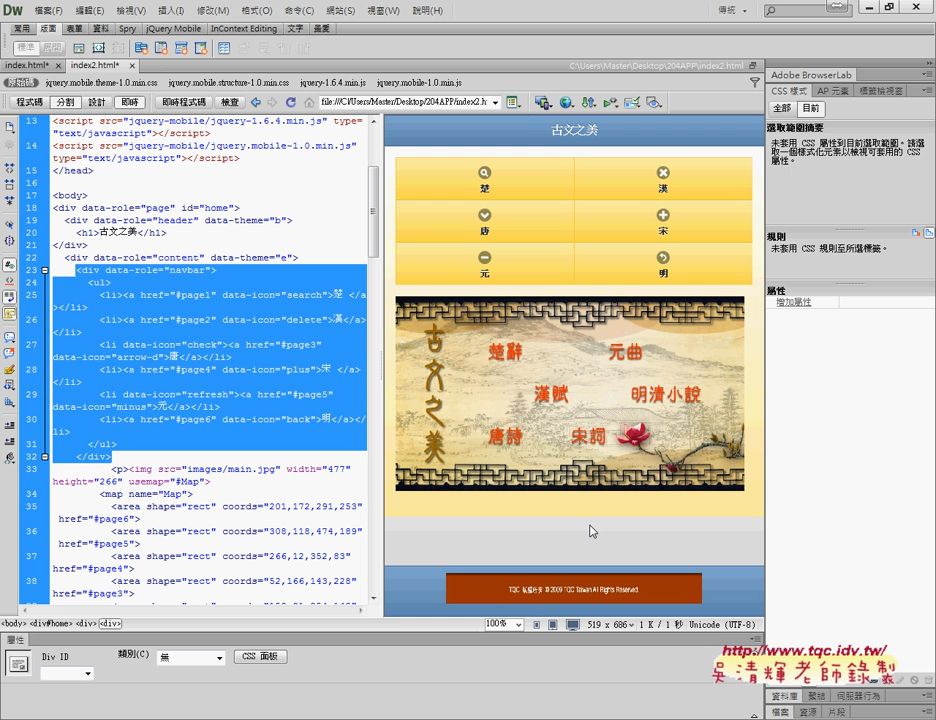 Dw 檔案(F) 編輯(E) 檢視(V) 插入(I) 修改(M) 格式(O) 命令(C) 網站(S) 視窗(W) 說明(H) 傳統
常用 版面 表單 資料 Spry jQuery Mobile InContext Editing 文字 最愛
標準 展開
index.html* × index2.html* × C:\Users\Master\Desktop\204APP\index2.html
原始碼 jquery.mobile.theme-1.0.min.css jquery.mobile.structure-1.0.min.css jquery-1.6.4.min.js jquery.mobile-1.0.min.js
程式碼 分割 設計 即時 即時程式碼 檢查 file:///C|/Users/Master/Desktop/204APP/index2.h
13 <script src="jquery-mobile/jquery-1.6.4.min.js" type=
"text/javascript"></script>
14 <script src="jquery-mobile/jquery.mobile-1.0.min.js"
type="text/javascript"></script>
15 </head>
16
17 <body>
18 <div data-role="page" id="home">
19 <div data-role="header" data-theme="b">
20 <h1>古文之美</h1>
21 </div>
22 <div data-role="content" data-theme="e">
23 <div data-role="navbar">
24 <ul>
25 <li><a href="#page1" data-icon="search">楚 </a
></li>
26 <li><a href="#page2" data-icon="delete">漢</a>
</li>
27 <li data-icon="check"><a href="#page3"
data-icon="arrow-d">唐</a></li>
28 <li><a href="#page4" data-icon="plus">宋 </a>
</li>
29 <li data-icon="refresh"><a href="#page5"
data-icon="minus">元</a></li>
30 <li><a href="#page6" data-icon="back">明</a></
li>
31 </ul>
32 </div>
33 <p><img src="images/main.jpg" width="477"
height="266" usemap="#Map">
34 <map name="Map">
35 <area shape="rect" coords="201,172,291,253"
href="#page6">
36 <area shape="rect" coords="308,118,474,189"
href="#page5">
37 <area shape="rect" coords="266,12,352,83"
href="#page4">
38 <area shape="rect" coords="52,166,143,228"
href="#page3">
古文之美
楚 漢
唐 宋
元 明
古文之美
楚辭 元曲
漢賦 明清小說
唐詩 宋詞
Adobe BrowserLab
CSS 樣式 AP 元素 標籤檢視窗
全部 目前
選取範圍摘要
未套用 CSS 屬性到目前選取範圍。請選
取一個樣式化元素以檢視可套用的 CSS
屬性。
規則
未套用 CSS 規則至所選標籤。
屬性
增加屬性
<body> <div#home> <div> <div> 100% 519 x 686 1 K / 1 秒 Unicode (UTF-8)
屬性
Div ID 類別(C) 無 CSS 面板
http://www.tqc.idv.tw/
吳清輝老師錄製
資料庫 繫結 伺服器行為
檔案 資源 片段